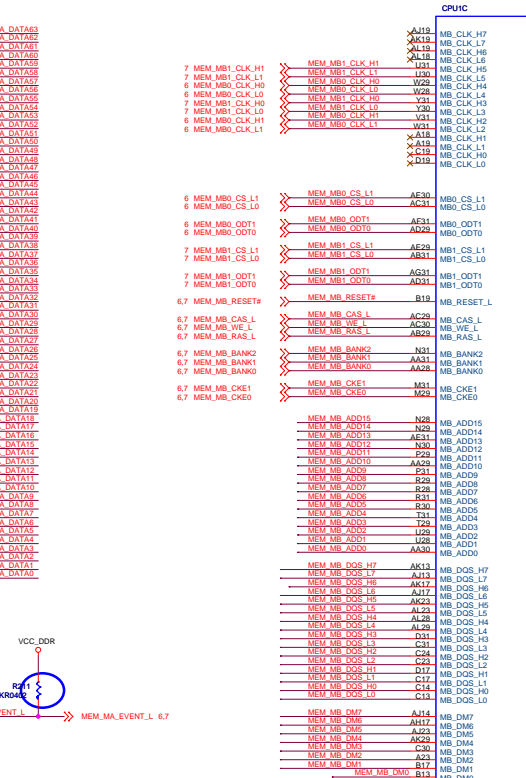 CPU1C
A_DATA63
A_DATA62
A_DATA61
A_DATA60
A_DATA59
A_DATA58
A_DATA57
A_DATA56
A_DATA55
A_DATA54
A_DATA53
A_DATA52
A_DATA51
A_DATA50
A_DATA49
A_DATA48
A_DATA47
A_DATA46
A_DATA45
A_DATA44
A_DATA43
A_DATA42
A_DATA41
A_DATA40
A_DATA39
A_DATA38
A_DATA37
A_DATA36
A_DATA35
A_DATA34
A_DATA33
A_DATA32
A_DATA31
A_DATA30
A_DATA29
A_DATA28
A_DATA27
A_DATA26
A_DATA25
A_DATA24
A_DATA23
A_DATA22
A_DATA21
A_DATA20
A_DATA19
A_DATA18
A_DATA17
A_DATA16
A_DATA15
A_DATA14
A_DATA13
A_DATA12
A_DATA11
A_DATA10
A_DATA9
A_DATA8
A_DATA7
A_DATA6
A_DATA5
A_DATA4
A_DATA3
A_DATA2
A_DATA1
A_DATA0
AJ19 MB_CLK_H7
AK19 MB_CLK_L7
AL19 MB_CLK_H6
AL18 MB_CLK_L6
7 MEM_MB1_CLK_H1 MEM_MB1_CLK_H1 U31 MB_CLK_H5
7 MEM_MB1_CLK_L1 MEM_MB1_CLK_L1 U30 MB_CLK_L5
6 MEM_MB0_CLK_H0 MEM_MB0_CLK_H0 W29 MB_CLK_H4
6 MEM_MB0_CLK_L0 MEM_MB0_CLK_L0 W28 MB_CLK_L4
7 MEM_MB1_CLK_H0 MEM_MB1_CLK_H0 Y31 MB_CLK_H3
7 MEM_MB1_CLK_L0 MEM_MB1_CLK_L0 Y30 MB_CLK_L3
6 MEM_MB0_CLK_H1 MEM_MB0_CLK_H1 V31 MB_CLK_H2
6 MEM_MB0_CLK_L1 MEM_MB0_CLK_L1 W31 MB_CLK_L2
A18 MB_CLK_H1
A19 MB_CLK_L1
C19 MB_CLK_H0
D19 MB_CLK_L0
6 MEM_MB0_CS_L1 MEM_MB0_CS_L1 AE30 MB0_CS_L1
6 MEM_MB0_CS_L0 MEM_MB0_CS_L0 AC31 MB0_CS_L0
6 MEM_MB0_ODT1 MEM_MB0_ODT1 AF31 MB0_ODT1
6 MEM_MB0_ODT0 MEM_MB0_ODT0 AD29 MB0_ODT0
7 MEM_MB1_CS_L1 MEM_MB1_CS_L1 AE29 MB1_CS_L1
7 MEM_MB1_CS_L0 MEM_MB1_CS_L0 AB31 MB1_CS_L0
7 MEM_MB1_ODT1 MEM_MB1_ODT1 AG31 MB1_ODT1
7 MEM_MB1_ODT0 MEM_MB1_ODT0 AD31 MB1_ODT0
6,7 MEM_MB_RESET# MEM_MB_RESET# B19 MB_RESET_L
6,7 MEM_MB_CAS_L MEM_MB_CAS_L AC29 MB_CAS_L
6,7 MEM_MB_WE_L MEM_MB_WE_L AC30 MB_WE_L
6,7 MEM_MB_RAS_L MEM_MB_RAS_L AB29 MB_RAS_L
6,7 MEM_MB_BANK2 MEM_MB_BANK2 N31 MB_BANK2
6,7 MEM_MB_BANK1 MEM_MB_BANK1 AA31 MB_BANK1
6,7 MEM_MB_BANK0 MEM_MB_BANK0 AA28 MB_BANK0
6,7 MEM_MB_CKE1 MEM_MB_CKE1 M31 MB_CKE1
6,7 MEM_MB_CKE0 MEM_MB_CKE0 M29 MB_CKE0
MEM_MB_ADD15 N28 MB_ADD15
MEM_MB_ADD14 N29 MB_ADD14
MEM_MB_ADD13 AE31 MB_ADD13
MEM_MB_ADD12 N30 MB_ADD12
MEM_MB_ADD11 P29 MB_ADD11
MEM_MB_ADD10 AA29 MB_ADD10
MEM_MB_ADD9 P31 MB_ADD9
MEM_MB_ADD8 R29 MB_ADD8
MEM_MB_ADD7 R28 MB_ADD7
MEM_MB_ADD6 R31 MB_ADD6
MEM_MB_ADD5 R30 MB_ADD5
MEM_MB_ADD4 T31 MB_ADD4
MEM_MB_ADD3 T29 MB_ADD3
MEM_MB_ADD2 U29 MB_ADD2
MEM_MB_ADD1 U28 MB_ADD1
MEM_MB_ADD0 AA30 MB_ADD0
MEM_MB_DQS_H7 AK13 MB_DQS_H7
MEM_MB_DQS_L7 AJ13 MB_DQS_L7
MEM_MB_DQS_H6 AK17 MB_DQS_H6
MEM_MB_DQS_L6 AJ17 MB_DQS_L6
MEM_MB_DQS_H5 AK23 MB_DQS_H5
MEM_MB_DQS_L5 AL23 MB_DQS_L5
MEM_MB_DQS_H4 AL28 MB_DQS_H4
MEM_MB_DQS_L4 AL29 MB_DQS_L4
MEM_MB_DQS_H3 D31 MB_DQS_H3
MEM_MB_DQS_L3 C31 MB_DQS_L3
MEM_MB_DQS_H2 C24 MB_DQS_H2
MEM_MB_DQS_L2 C23 MB_DQS_L2
MEM_MB_DQS_H1 D17 MB_DQS_H1
MEM_MB_DQS_L1 C17 MB_DQS_L1
MEM_MB_DQS_H0 C14 MB_DQS_H0
MEM_MB_DQS_L0 C13 MB_DQS_L0
VCC_DDR
R211
KR0402
VENT_L MEM_MA_EVENT_L 6,7
MEM_MB_DM7 AJ14 MB_DM7
MEM_MB_DM6 AH17 MB_DM6
MEM_MB_DM5 AJ23 MB_DM5
MEM_MB_DM4 AK29 MB_DM4
MEM_MB_DM3 C30 MB_DM3
MEM_MB_DM2 A23 MB_DM2
MEM_MB_DM1 B17 MB_DM1
MEM_MB_DM0 B13 MB_DM0